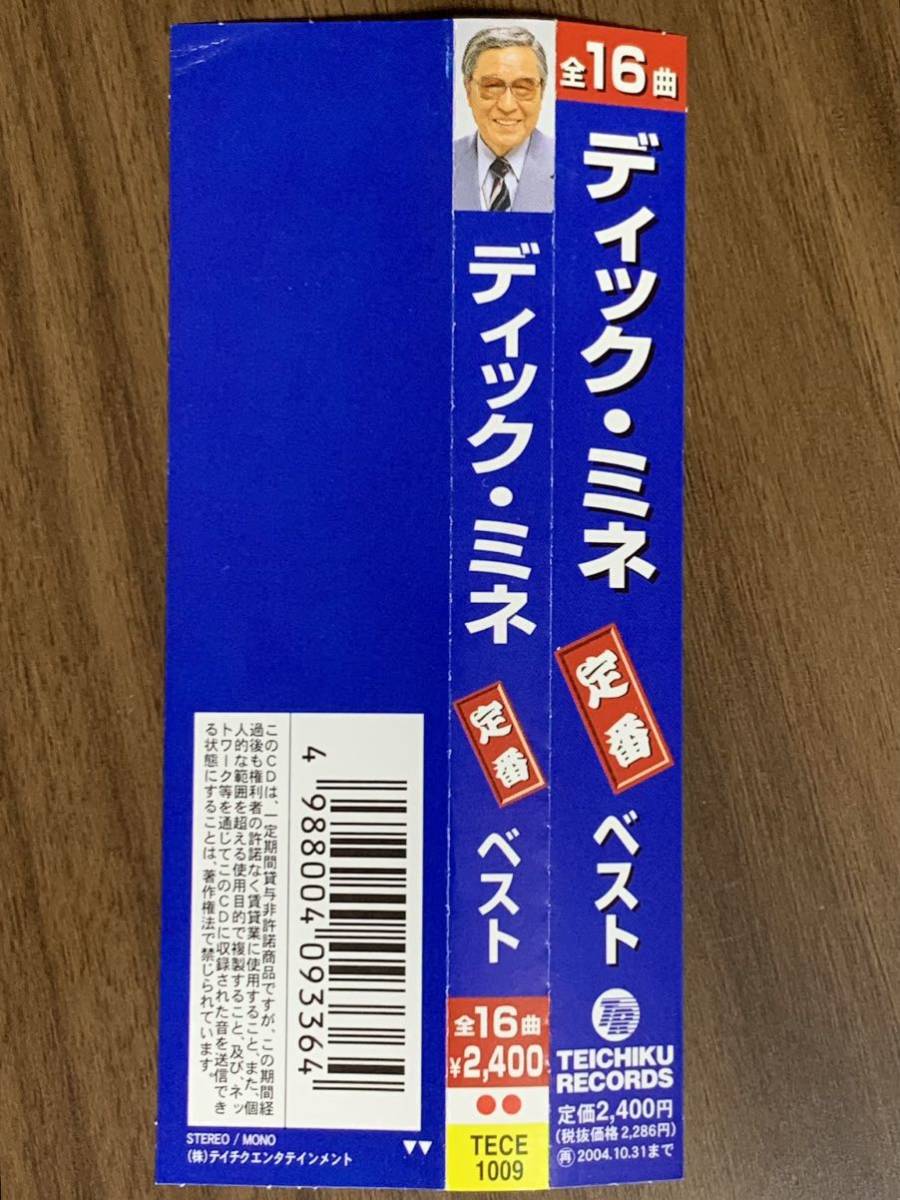 全16曲
ディック・ミネ
定番
ベスト
TEICHIKU
RECORDS
定価2,400円
(税抜価格2,286円)
再 2004.10.31まで
ディック・ミネ
定番
ベスト
全16曲
¥2,400
TECE
1009
4 988004 093364
このCDは、一定期間貸与非許諾商品ですが、この期間経
過後も権利者の許諾なく賃貸業に使用すること、また、個
人的な範囲を超える使用目的で複製すること、及び、ネッ
トワーク等を通じてこのCDに収録された音を送信でき
る状態にすることは、著作権法で禁じられています。
STEREO / MONO
(株)テイチクエンタテインメント